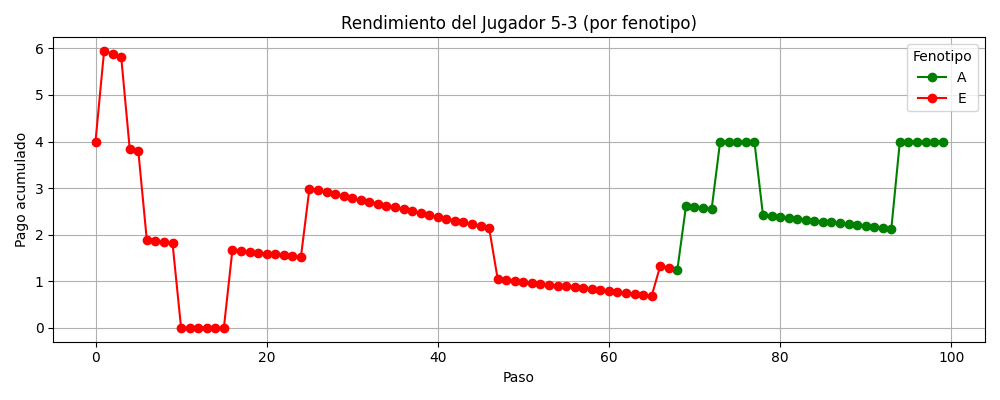 Rendimiento del Jugador 5-3 (por fenotipo)
Pago acumulado
6
5
4
3
2
1
0
Fenotipo
A
E
0
20
40
60
80
100
Paso